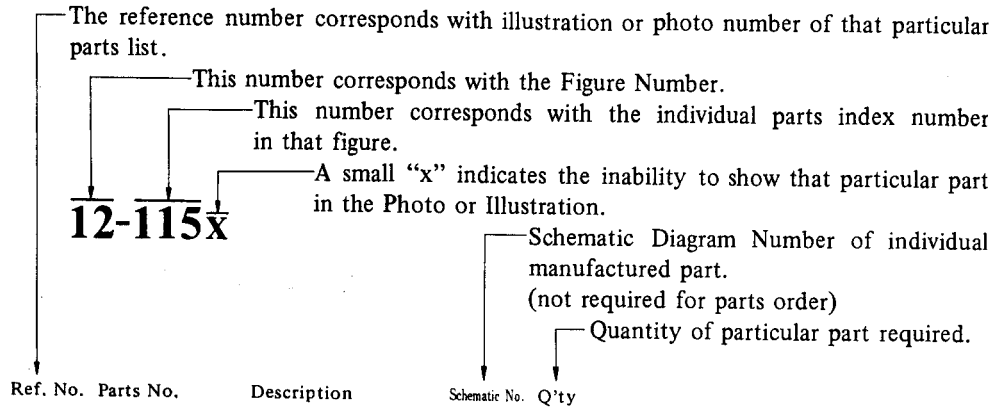 The reference number corresponds with illustration or photo number of that particular
parts list.
This number corresponds with the Figure Number.
This number corresponds with the individual parts index number
in that figure.
A small “x” indicates the inability to show that particular part
in the Photo or Illustration.
12-115x
Schematic Diagram Number of individual
manufactured part.
(not required for parts order)
Quantity of particular part required.
Ref. No. Parts No. Description Schematic No. Q'ty